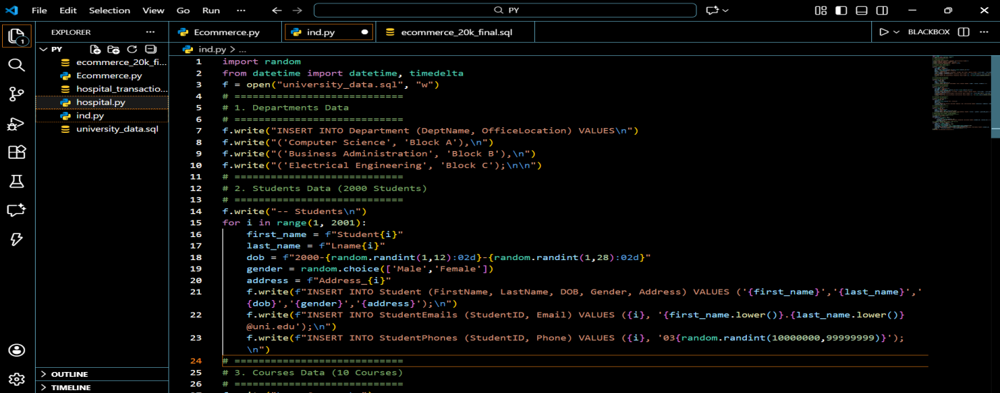 File Edit Selection View Go Run ··· ← → PY
EXPLORER ···
Ecommerce.py ind.py ● ecommerce_20k_final.sql BLACKBOX ···
PY
ind.py > ...
1
ecommerce_20k_fi...
Ecommerce.py
hospital_transactio...
hospital.py
ind.py
university_data.sql
1 import random
2 from datetime import datetime, timedelta
3 f = open("university_data.sql", "w")
4 # ============================
5 # 1. Departments Data
6 # ============================
7 f.write("INSERT INTO Department (DeptName, OfficeLocation) VALUES\n")
8 f.write("('Computer Science', 'Block A'),\n")
9 f.write("('Business Administration', 'Block B'),\n")
10 f.write("('Electrical Engineering', 'Block C');\n\n")
11 # ============================
12 # 2. Students Data (2000 Students)
13 # ============================
14 f.write("-- Students\n")
15 for i in range(1, 2001):
16 first_name = f"Student{i}"
17 last_name = f"Lname{i}"
18 dob = f"2000-{random.randint(1,12):02d}-{random.randint(1,28):02d}"
19 gender = random.choice(['Male','Female'])
20 address = f"Address_{i}"
21 f.write(f"INSERT INTO Student (FirstName, LastName, DOB, Gender, Address) VALUES ('{first_name}','{last_name}','
{dob}','{gender}','{address}');\n")
22 f.write(f"INSERT INTO StudentEmails (StudentID, Email) VALUES ({i}, '{first_name.lower()}.{last_name.lower()}
@uni.edu');\n")
23 f.write(f"INSERT INTO StudentPhones (StudentID, Phone) VALUES ({i}, '03{random.randint(10000000,99999999)}');
\n")
24 # ============================
25 # 3. Courses Data (10 Courses)
26 # ============================
OUTLINE
TIMELINE